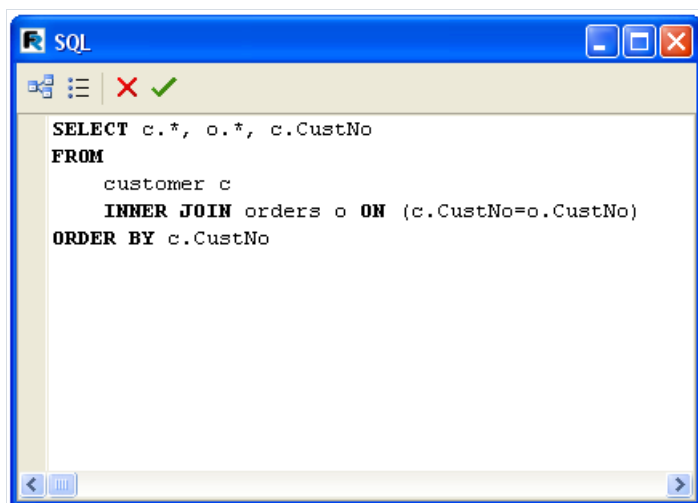 SQL
SELECT c.*, o.*, c.CustNo
FROM
customer c
INNER JOIN orders o ON (c.CustNo=o.CustNo)
ORDER BY c.CustNo